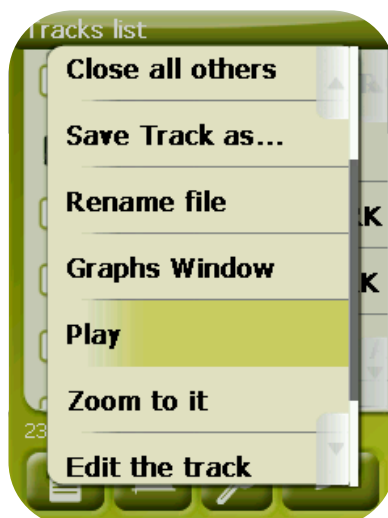 Tracks list
Close all others
Save Track as...
Rename file
K
Graphs Window
K
Play
Zoom to it
23
Edit the track